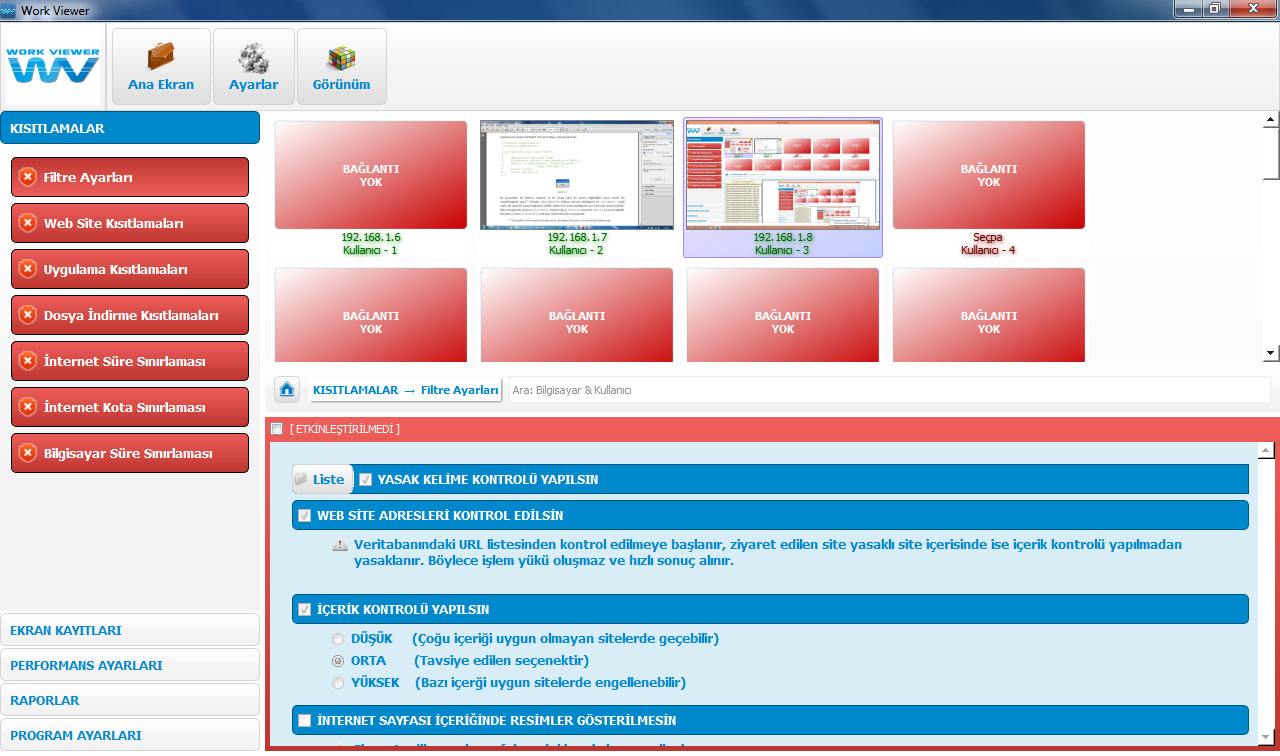 Work Viewer
WORK VIEWER
WV
Ana Ekran
Ayarlar
Görünüm
KISITLAMALAR
Filtre Ayarları
Web Site Kısıtlamaları
Uygulama Kısıtlamaları
Dosya İndirme Kısıtlamaları
İnternet Süre Sınırlaması
İnternet Kota Sınırlaması
Bilgisayar Süre Sınırlaması
EKRAN KAYITLARI
PERFORMANS AYARLARI
RAPORLAR
PROGRAM AYARLARI
BAĞLANTI
YOK
192.168.1.6
Kullanıcı - 1
192.168.1.7
Kullanıcı - 2
192.168.1.8
Kullanıcı - 3
BAĞLANTI
YOK
Seçpa
Kullanıcı - 4
BAĞLANTI
YOK
BAĞLANTI
YOK
BAĞLANTI
YOK
BAĞLANTI
YOK
KISITLAMALAR → Filtre Ayarları
Ara: Bilgisayar & Kullanıcı
[ ETKİNLEŞTİRİLMEDİ ]
Liste
YASAK KELİME KONTROLÜ YAPILSIN
WEB SİTE ADRESLERİ KONTROL EDİLSİN
Veritabanındaki URL listesinden kontrol edilmeye başlanır, ziyaret edilen site yasaklı site içerisinde ise içerik kontrolü yapılmadan
yasaklanır. Böylece işlem yükü oluşmaz ve hızlı sonuç alınır.
İÇERİK KONTROLÜ YAPILSIN
DÜŞÜK (Çoğu içeriği uygun olmayan sitelerde geçebilir)
ORTA (Tavsiye edilen seçenektir)
YÜKSEK (Bazı içerği uygun sitelerde engellenebilir)
İNTERNET SAYFASI İÇERİĞİNDE RESİMLER GÖSTERİLMESİN